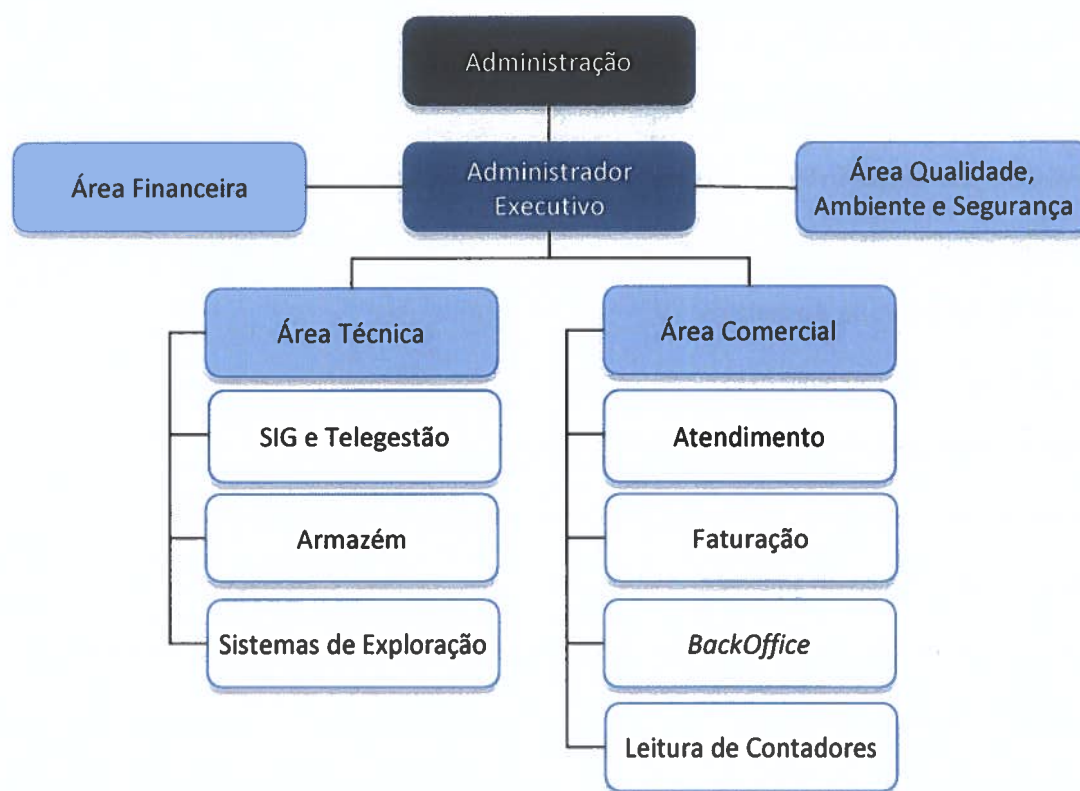 Administração
Área Financeira
Administrador
Executivo
Área Qualidade,
Ambiente e Segurança
Área Técnica
SIG e Telegestão
Armazém
Sistemas de Exploração
Área Comercial
Atendimento
Faturação
BackOffice
Leitura de Contadores